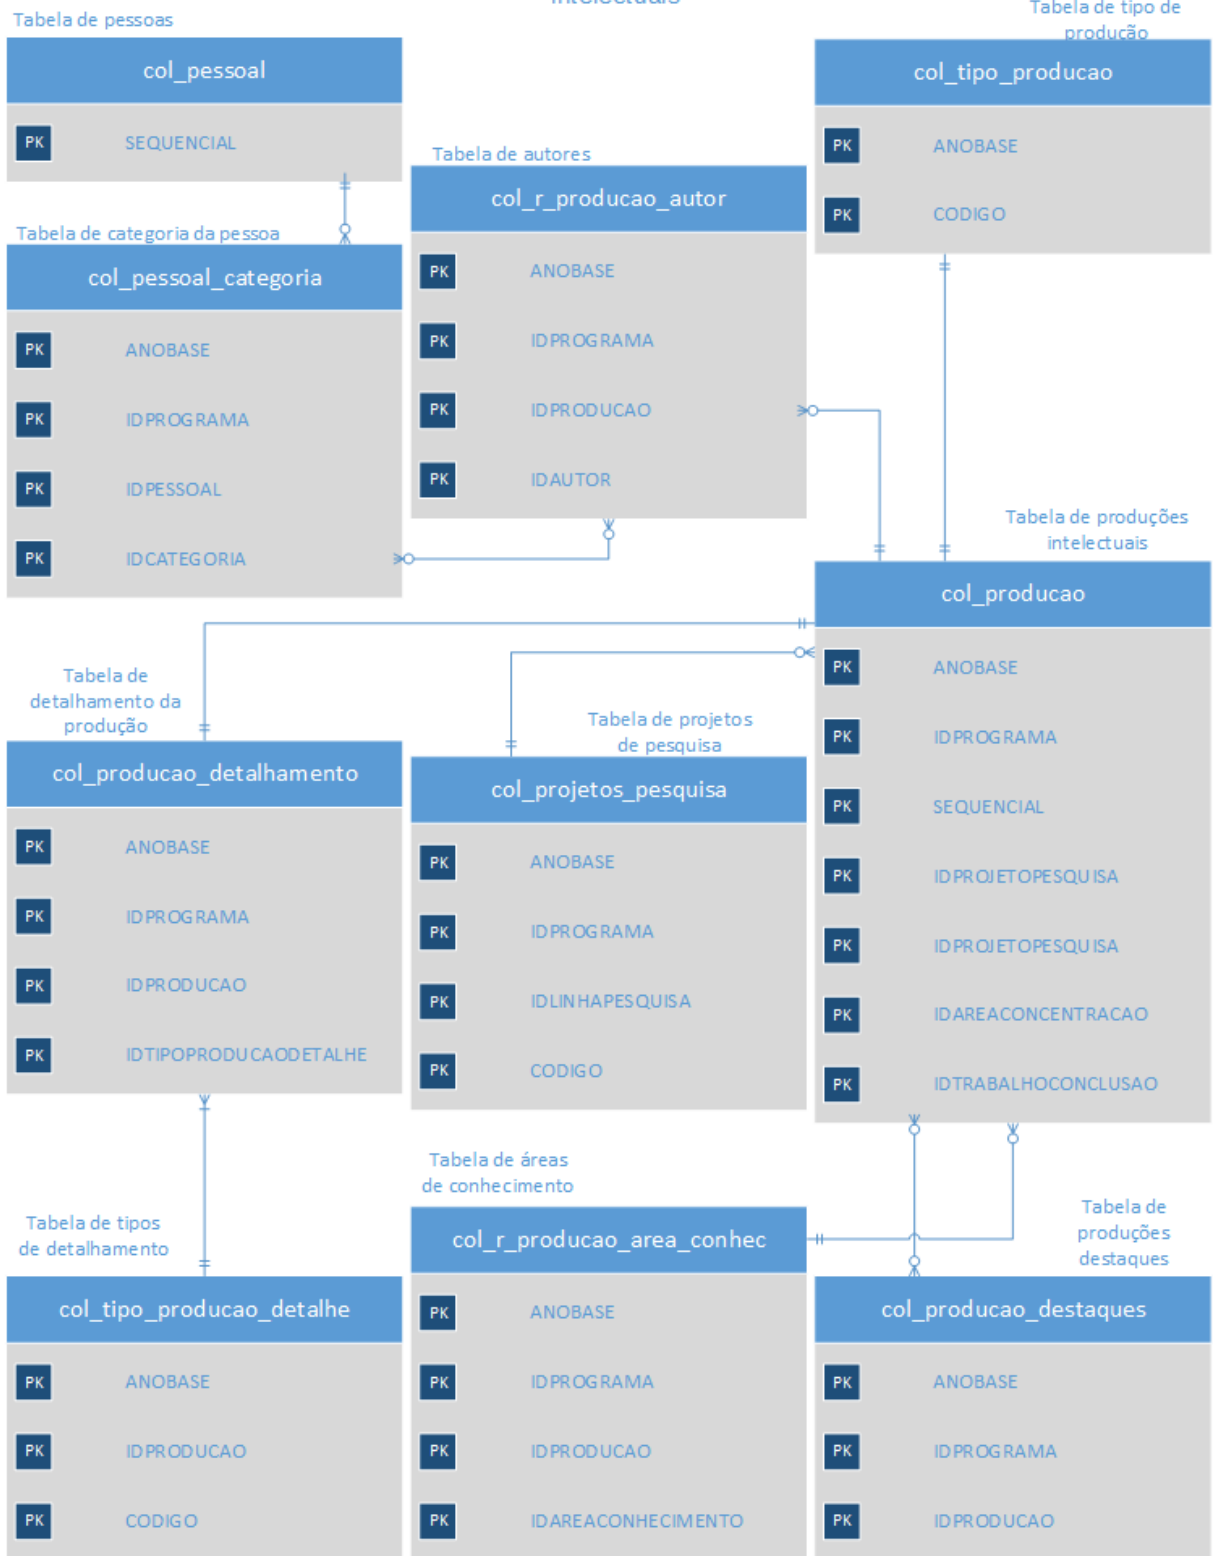 intelectuais
Tabela de pessoas
col_pessoal
PK SEQUENCIAL
Tabela de categoria da pessoa
col_pessoal_categoria
PK ANOBASE
PK IDPROGRAMA
PK IDPESSOAL
PK IDCATEGORIA
Tabela de autores
col_r_producao_autor
PK ANOBASE
PK IDPROGRAMA
PK IDPRODUCAO
PK IDAUTOR
Tabela de tipo de
produção
col_tipo_producao
PK ANOBASE
PK CODIGO
Tabela de produções
intelectuais
col_producao
PK ANOBASE
PK IDPROGRAMA
PK SEQUENCIAL
PK IDPROJETOPESQUISA
PK IDPROJETOPESQUISA
PK IDAREACONCENTRACAO
PK IDTRABALHOCONCLUSAO
Tabela de
detalhamento da
produção
col_producao_detalhamento
PK ANOBASE
PK IDPROGRAMA
PK IDPRODUCAO
PK IDTIPOPRODUCAODETALHE
Tabela de projetos
de pesquisa
col_projetos_pesquisa
PK ANOBASE
PK IDPROGRAMA
PK IDLINHAPESQUISA
PK CODIGO
Tabela de tipos
de detalhamento
col_tipo_producao_detalhe
PK ANOBASE
PK IDPRODUCAO
PK CODIGO
Tabela de áreas
de conhecimento
col_r_producao_area_conhec
PK ANOBASE
PK IDPROGRAMA
PK IDPRODUCAO
PK IDAREACONHECIMENTO
Tabela de
produções
destaques
col_producao_destaques
PK ANOBASE
PK IDPROGRAMA
PK IDPRODUCAO